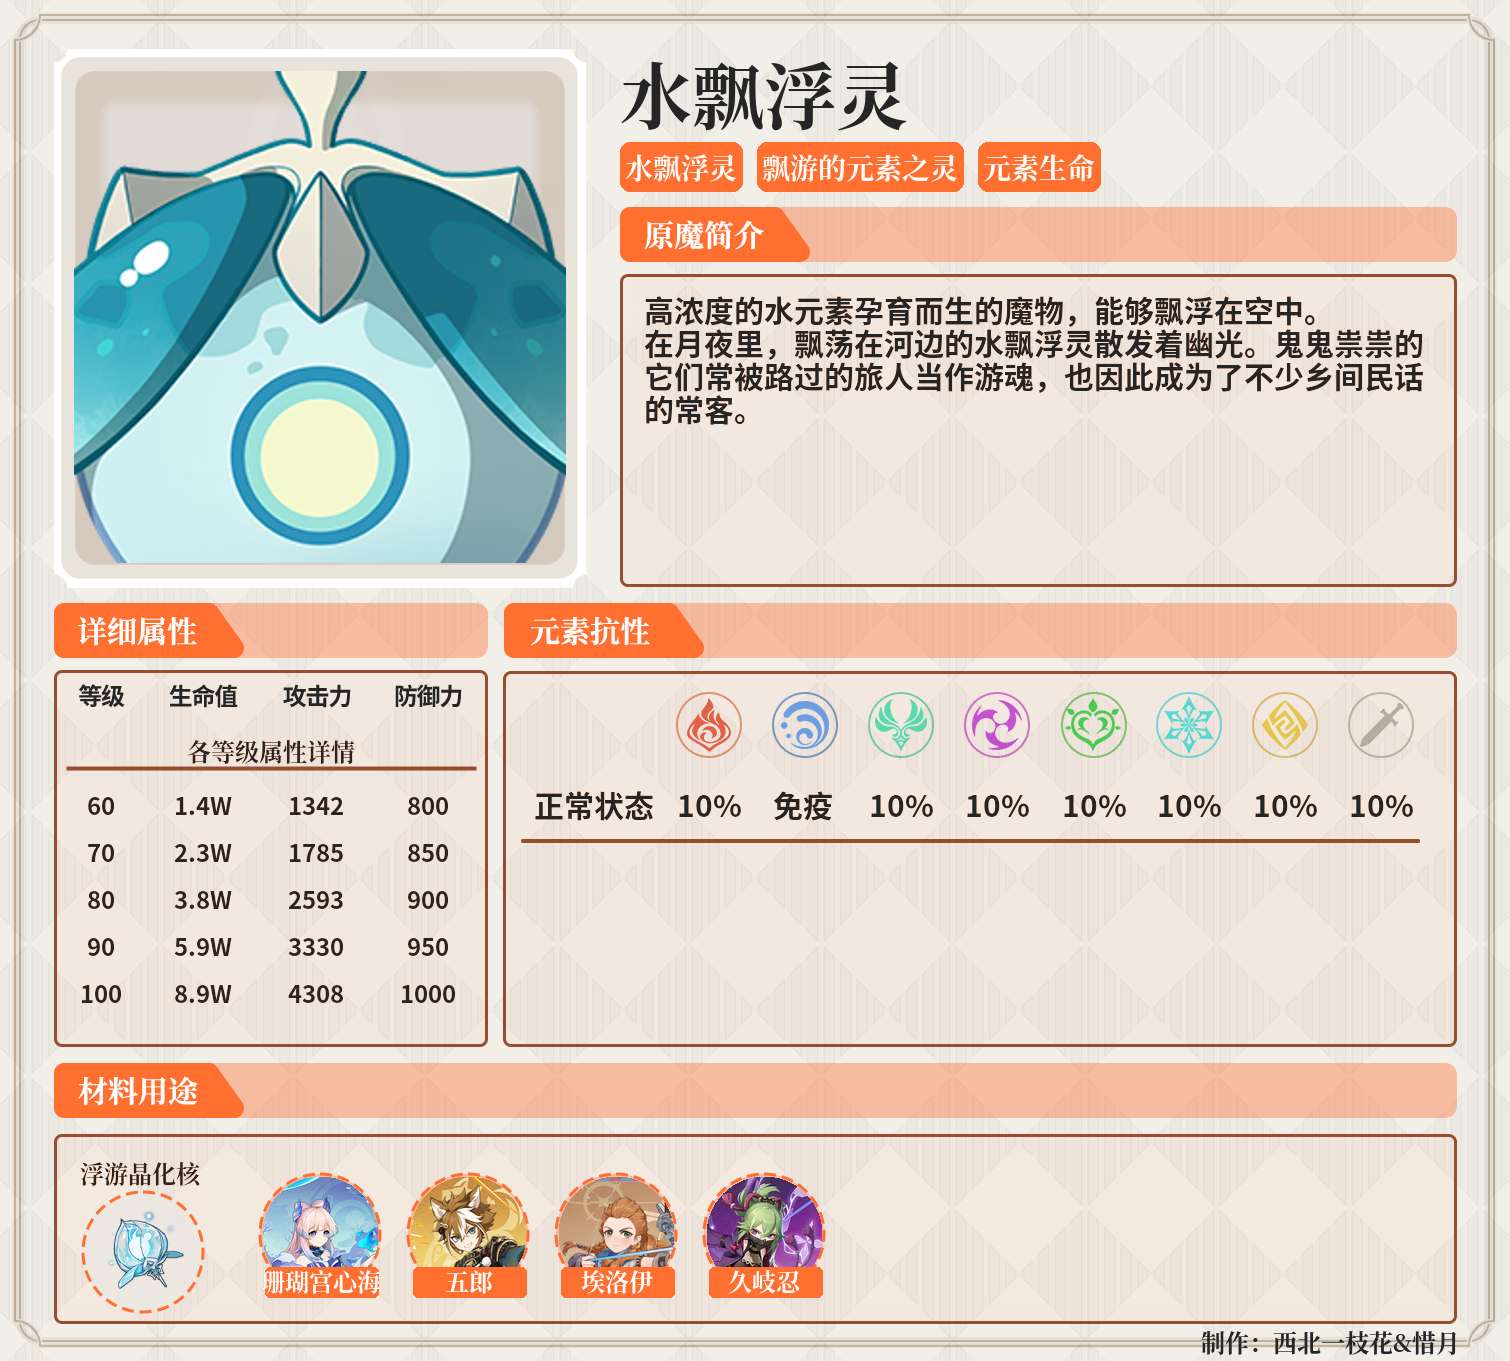 水飘浮灵
水飘浮灵 飘游的元素之灵 元素生命
原魔简介
高浓度的水元素孕育而生的魔物，能够飘浮在空中。
在月夜里，飘荡在河边的水飘浮灵散发着幽光。鬼鬼祟祟的
它们常被路过的旅人当作游魂，也因此成为了不少乡间民话
的常客。
详细属性
等级 生命值 攻击力 防御力
各等级属性详情
60 1.4W 1342 800
70 2.3W 1785 850
80 3.8W 2593 900
90 5.9W 3330 950
100 8.9W 4308 1000
元素抗性
正常状态 10% 免疫 10% 10% 10% 10% 10% 10%
材料用途
浮游晶化核
珊瑚宫心海 五郎 埃洛伊 久岐忍
制作：西北一枝花&惜月